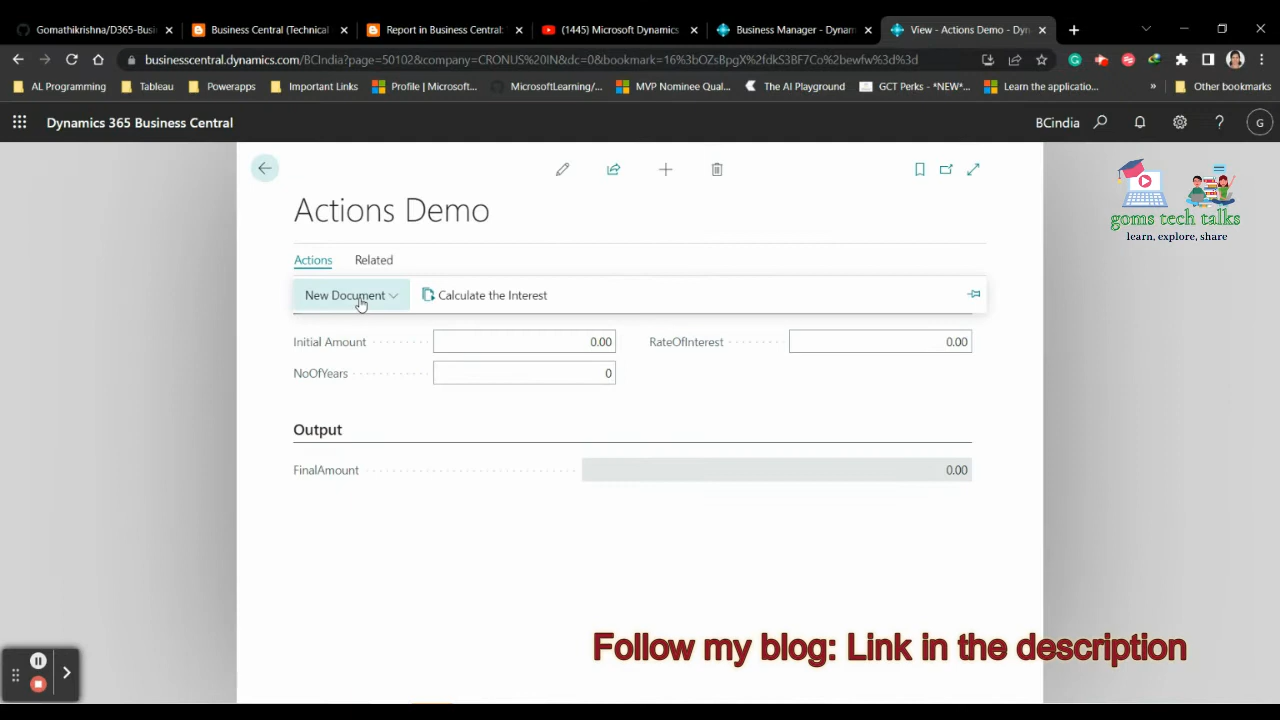 Gomathikrishna/D365-Busi
Business Central (Technical
Report in Business Central:
(1445) Microsoft Dynamics
Business Manager - Dynam
View - Actions Demo - Dyn
businesscentral.dynamics.com/BCIndia?page=50102&company=CRONUS%20IN&dc=0&bookmark=16%3bOZsBpgX%2fdkS3BF7Co%2bewfw%3d%3d
AL Programming
Tableau
Powerapps
Important Links
Profile | Microsoft...
MicrosoftLearning/...
MVP Nominee Qual...
The AI Playground
GCT Perks - *NEW*...
Learn the applicatio...
»
Other bookmarks
Dynamics 365 Business Central
BCindia
?
G
Actions Demo
goms tech talks
learn, explore, share
Actions
Related
New Document
Calculate the Interest
Initial Amount
0.00
RateOfInterest
0.00
NoOfYears
0
Output
FinalAmount
0.00
Follow my blog: Link in the description